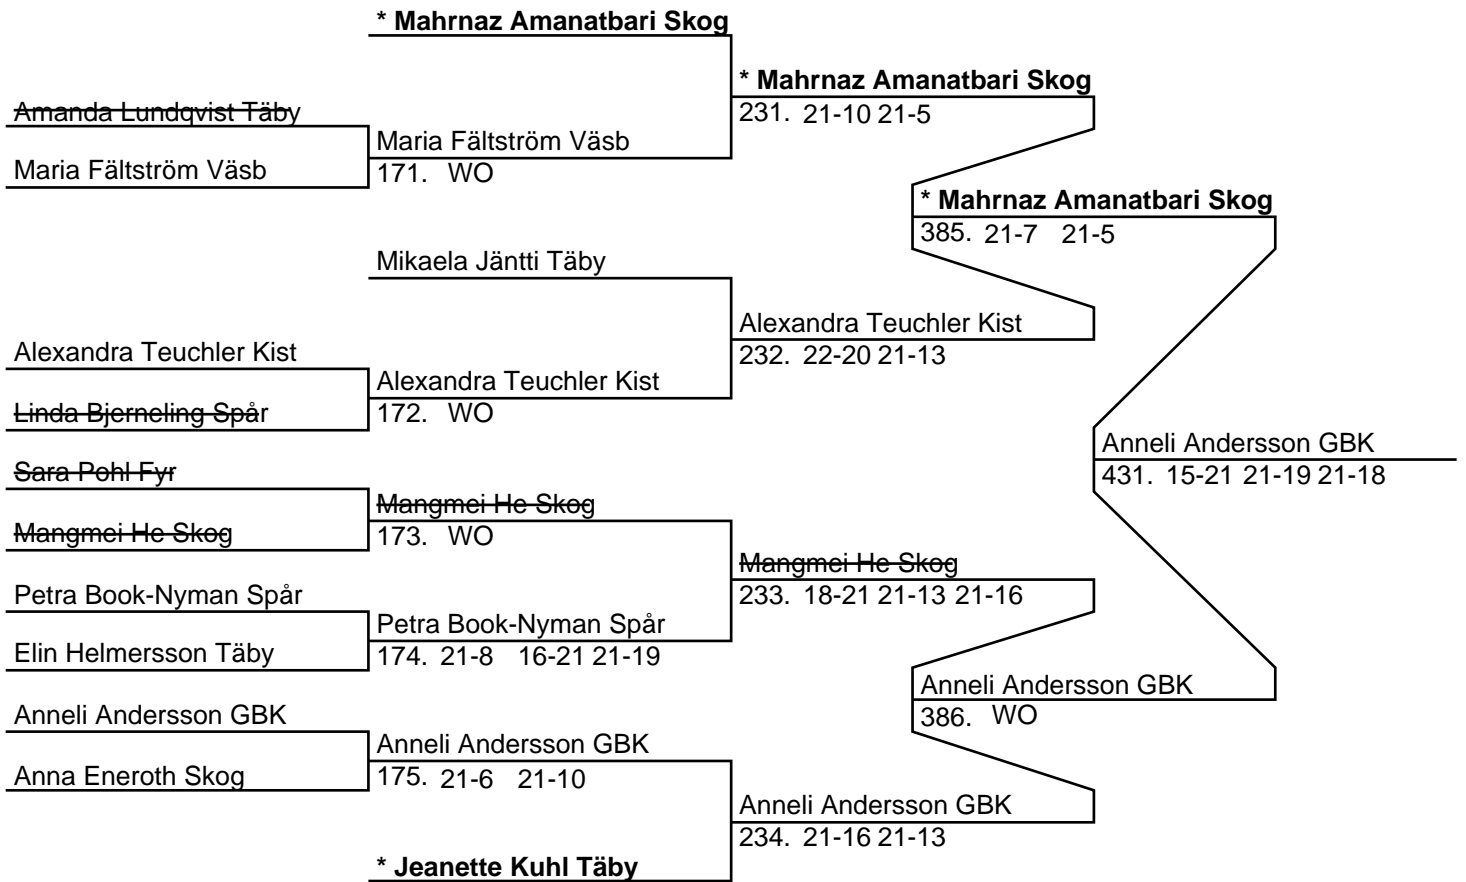 * Mahrnaz Amanatbari Skog
* Mahrnaz Amanatbari Skog
231. 21-10 21-5
Amanda Lundqvist Täby
Maria Fältström Väsb
Maria Fältström Väsb
171. WO
* Mahrnaz Amanatbari Skog
385. 21-7 21-5
Mikaela Jäntti Täby
Alexandra Teuchler Kist
232. 22-20 21-13
Alexandra Teuchler Kist
Alexandra Teuchler Kist
172. WO
Linda Bjerneling Spår
Anneli Andersson GBK
431. 15-21 21-19 21-18
Sara Pohl Fyr
Mangmei He Skog
173. WO
Mangmei He Skog
Mangmei He Skog
233. 18-21 21-13 21-16
Petra Book-Nyman Spår
Petra Book-Nyman Spår
174. 21-8 16-21 21-19
Elin Helmersson Täby
Anneli Andersson GBK
386. WO
Anneli Andersson GBK
Anneli Andersson GBK
175. 21-6 21-10
Anna Eneroth Skog
Anneli Andersson GBK
234. 21-16 21-13
* Jeanette Kuhl Täby